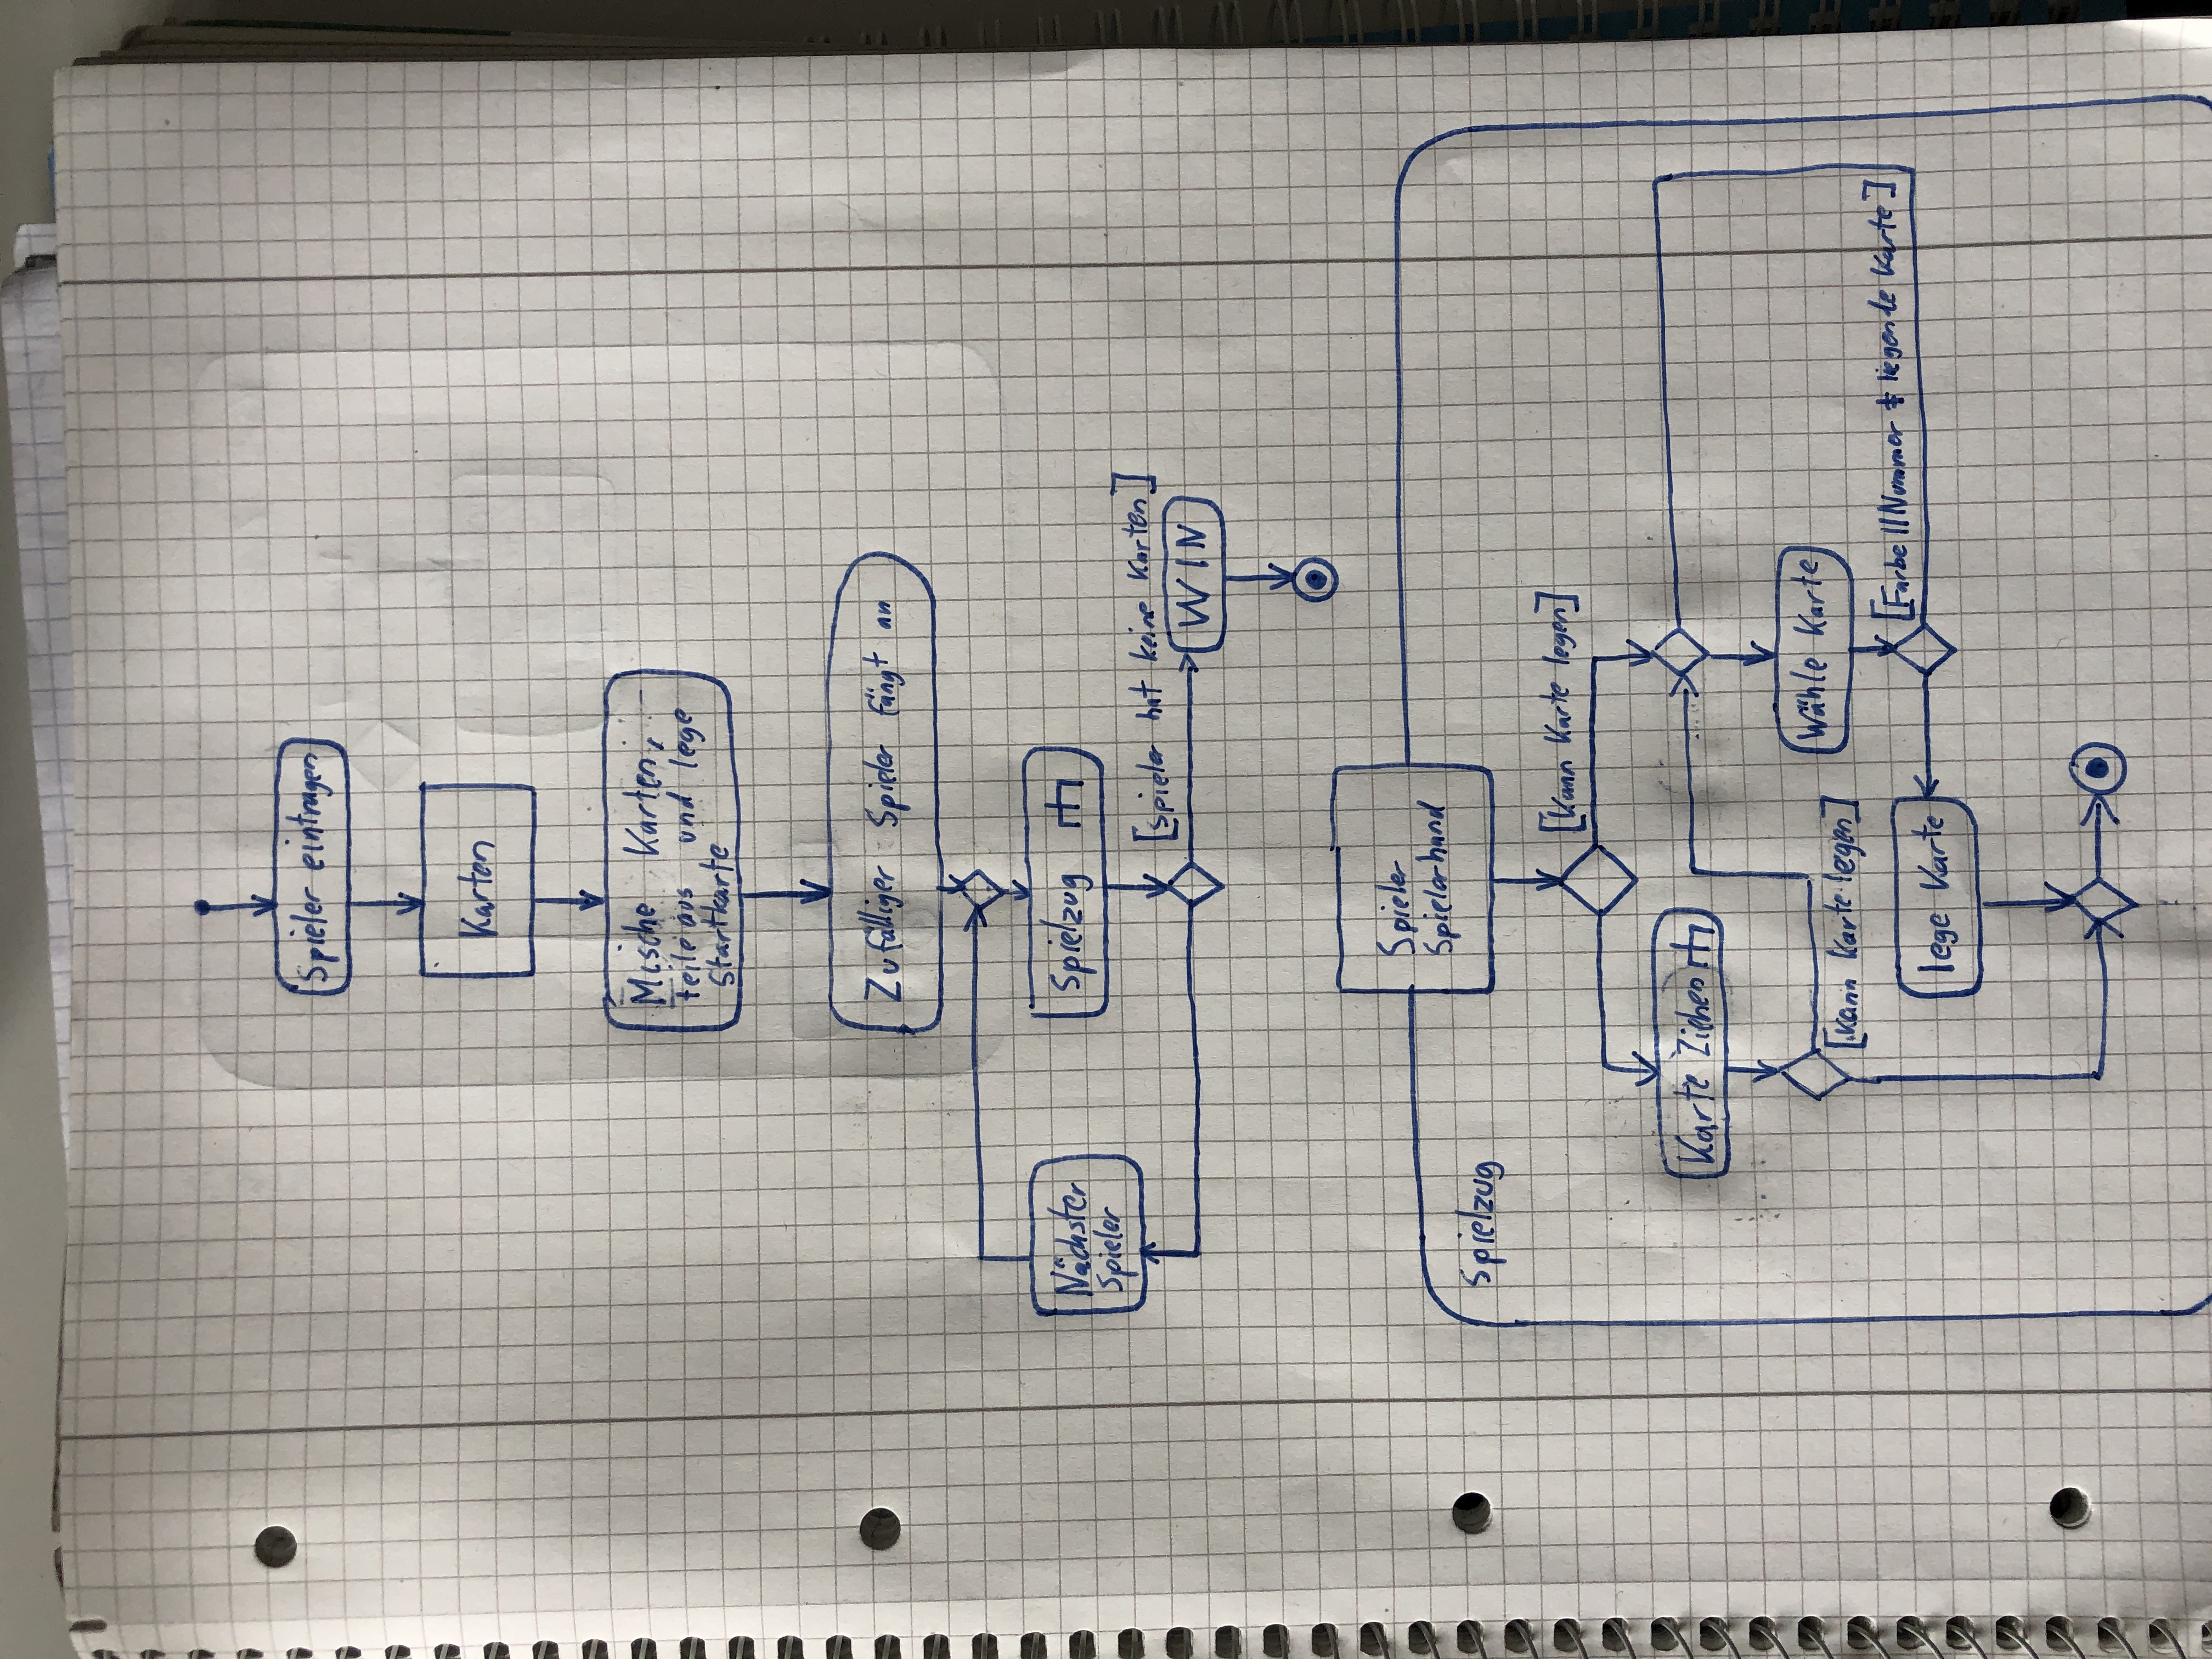 Spieler eintragen
Karten
Mische Karten,
teile aus und lege
Startkarte
Zufälliger Spieler fängt an
Nächster
Spieler
Spielzug
[Spieler hat keine Karten]
WIN
Spieler
Spielerhand
Spielzug
[Kann Karte legen]
Karte Ziehen
Wähle Karte
[Kann Karte legen]
[Farbe || Nummer ≠ liegende Karte]
lege Karte